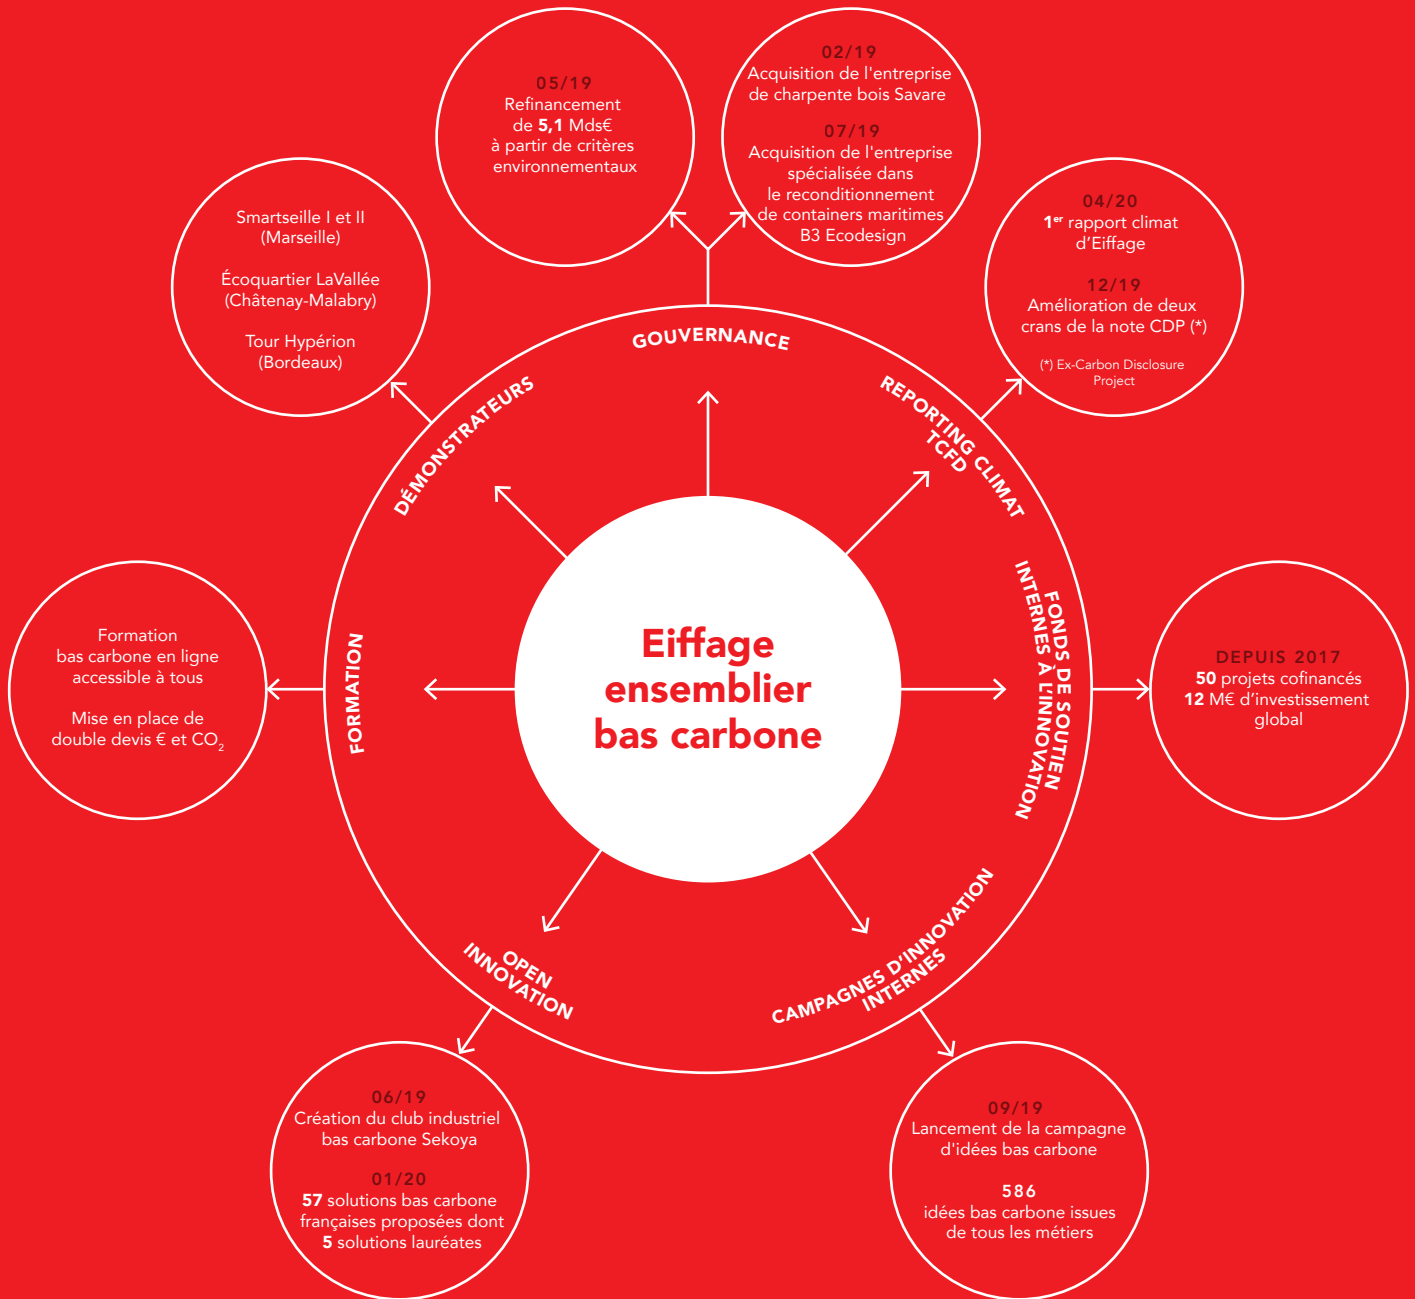 05/19
Refinancement
de 5,1 Mds€
à partir de critères
environnementaux
02/19
Acquisition de l'entreprise
de charpente bois Savare
07/19
Acquisition de l'entreprise
spécialisée dans
le reconditionnement
de containers maritimes
B3 Ecodesign
Smartseille I et II
(Marseille)
Écoquartier LaVallée
(Châtenay-Malabry)
Tour Hypérion
(Bordeaux)
04/20
1er rapport climat
d’Eiffage
12/19
Amélioration de deux
crans de la note CDP (*)
(*) Ex-Carbon Disclosure
Project
GOUVERNANCE
DÉMONSTRATEURS
REPORTING CLIMAT
TCFD
FORMATION
Eiffage
ensemblier
bas carbone
FONDS DE SOUTIEN
INTERNES À L’INNOVATION
Formation
bas carbone en ligne
accessible à tous
Mise en place de
double devis € et CO₂
DEPUIS 2017
50 projets cofinancés
12 M€ d’investissement
global
OPEN
INNOVATION
CAMPAGNES D’INNOVATION
INTERNES
06/19
Création du club industriel
bas carbone Sekoya
01/20
57 solutions bas carbone
françaises proposées dont
5 solutions lauréates
09/19
Lancement de la campagne
d'idées bas carbone
586
idées bas carbone issues
de tous les métiers